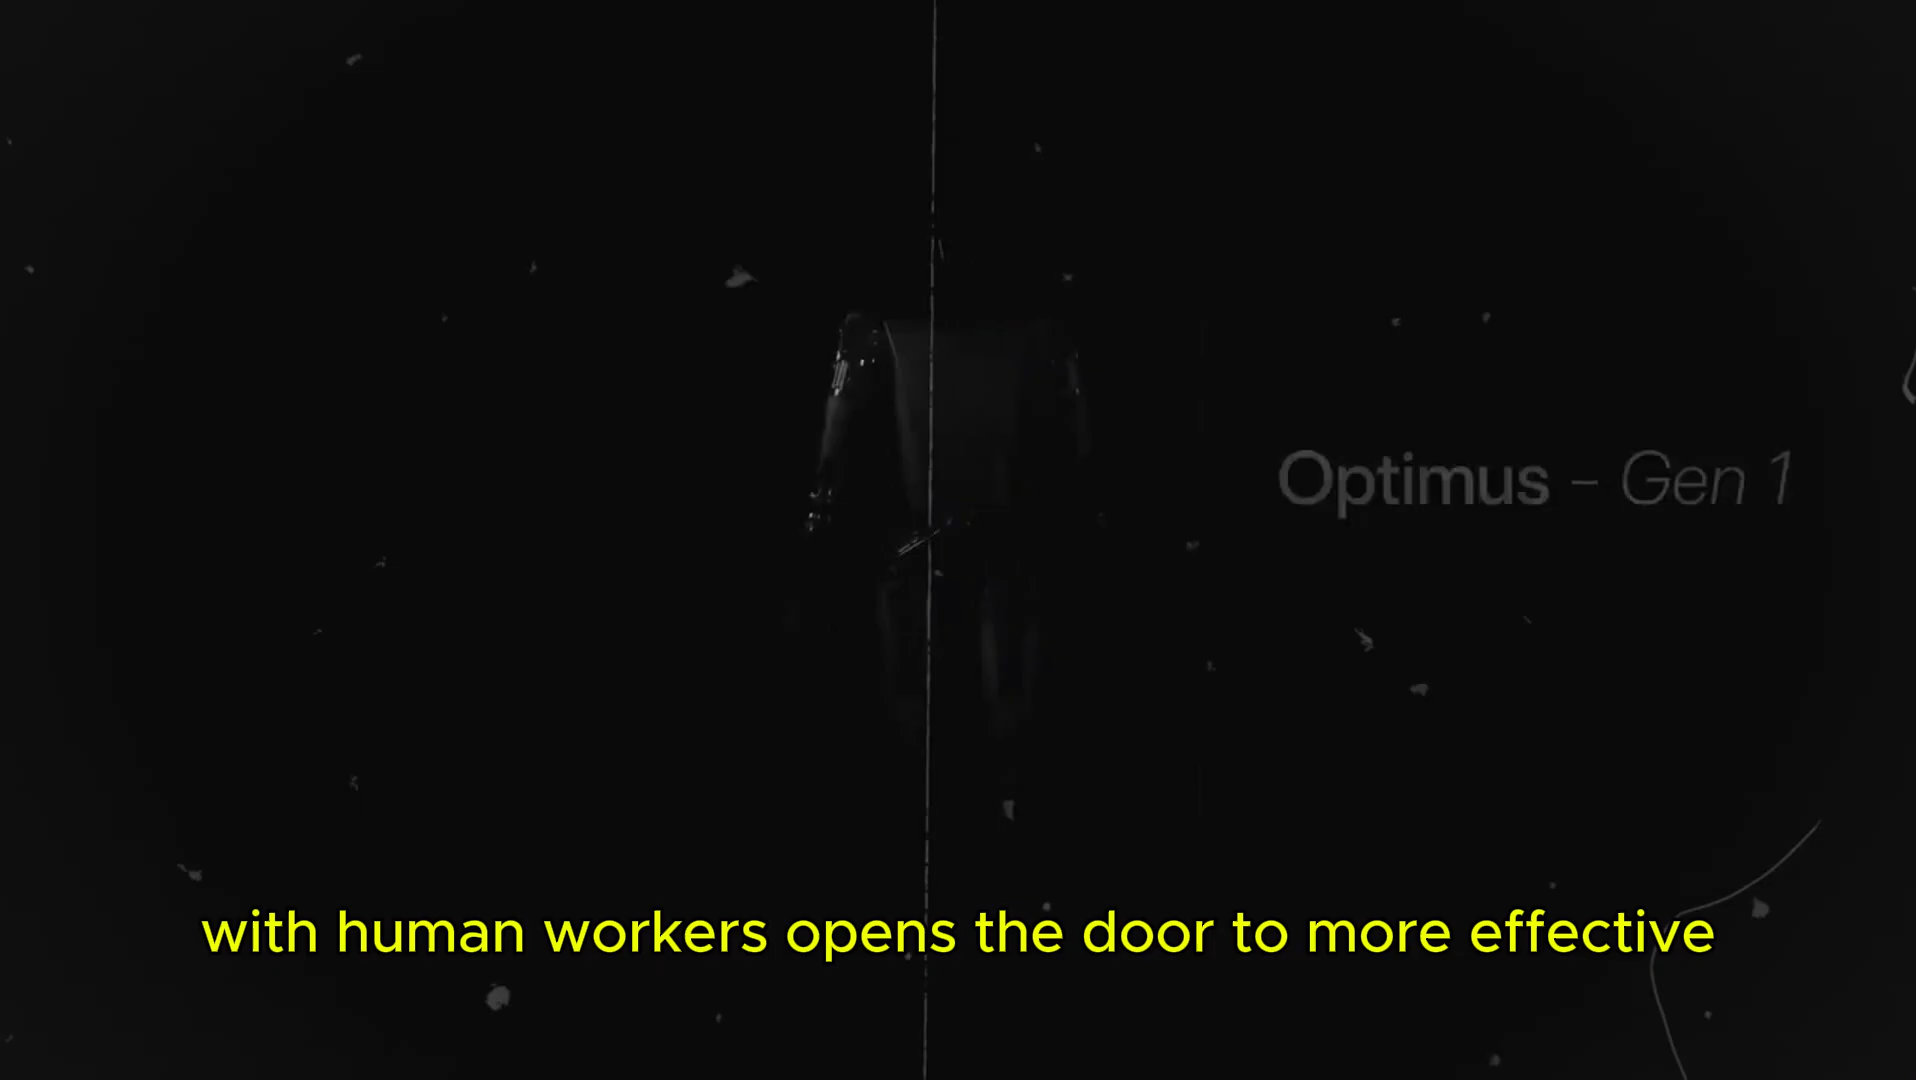 Optimus – Gen 1
with human workers opens the door to more effective